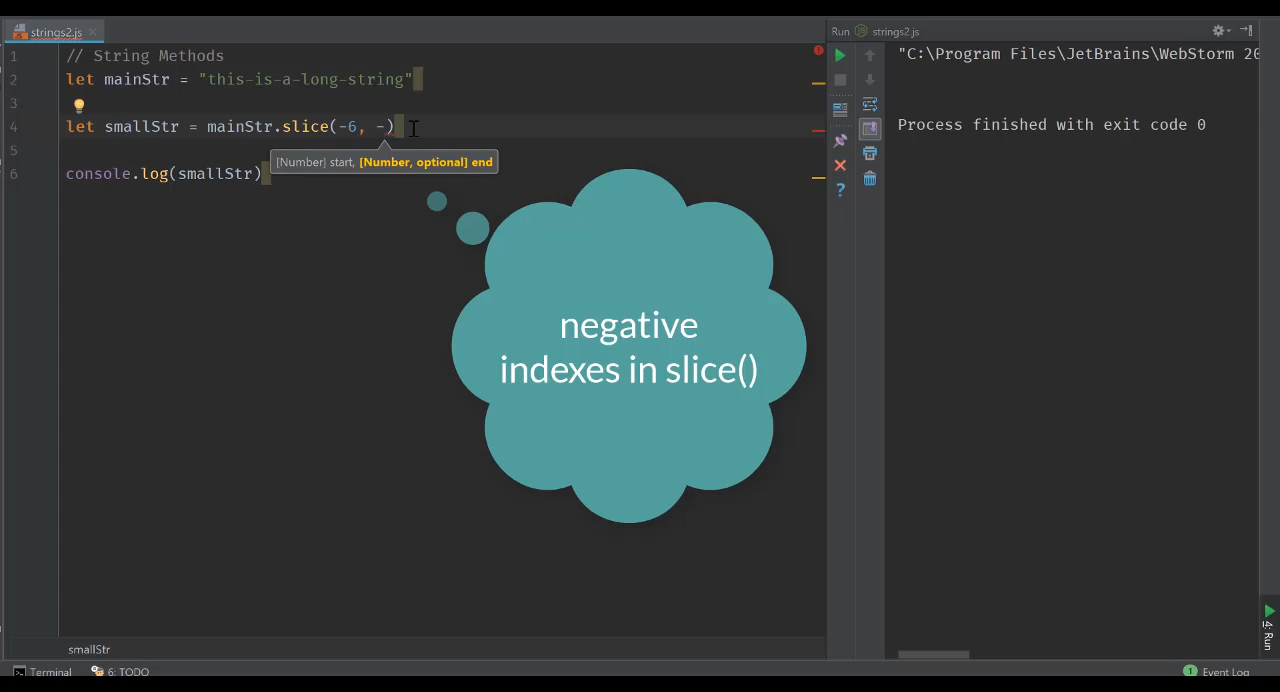 strings2.js
Run strings2.js
1 // String Methods
2 let mainStr = "this-is-a-long-string"
3
4 let smallStr = mainStr.slice(-6, -)
5
[Number] start, [Number, optional] end
6 console.log(smallStr)
"C:\Program Files\JetBrains\WebStorm 20
Process finished with exit code 0
negative
indexes in slice()
smallStr
4: Run
Terminal
6: TODO
1 Event Log